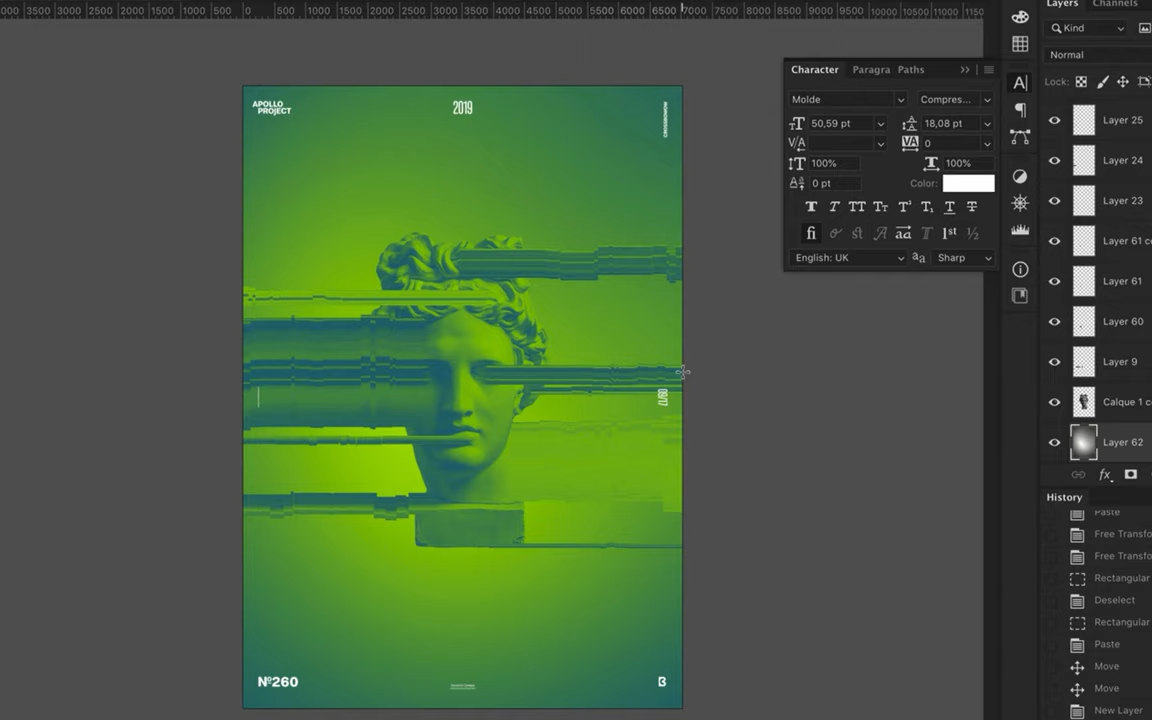 3500 3000 2500 2000 1500 1000 500 0 500 1000 1500 2000 2500 3000 3500 4000 4500 5000 5500 6000 6500 7000 7500 8000 8500 9000 9500 10000 10500 11000
APOLLO
PROJECT
2019
09/17
Nº260
B
Character Paragra Paths
Molde Compres...
50,59 pt 18,08 pt
0
100% 100%
0 pt Color:
English: UK Sharp
Layers Channels
Kind
Normal
Lock:
Layer 25
Layer 24
Layer 23
Layer 61 c
Layer 61
Layer 60
Layer 9
Calque 1 c
Layer 62
fx
History
Paste
Free Transfo
Free Transfo
Rectangular
Deselect
Rectangular
Paste
Move
Move
New Layer